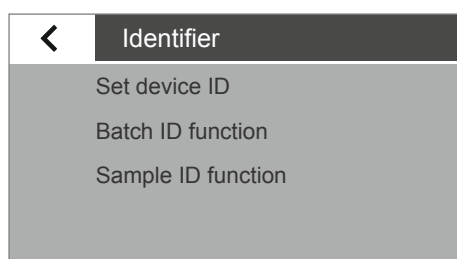 Identifier
Set device ID
Batch ID function
Sample ID function